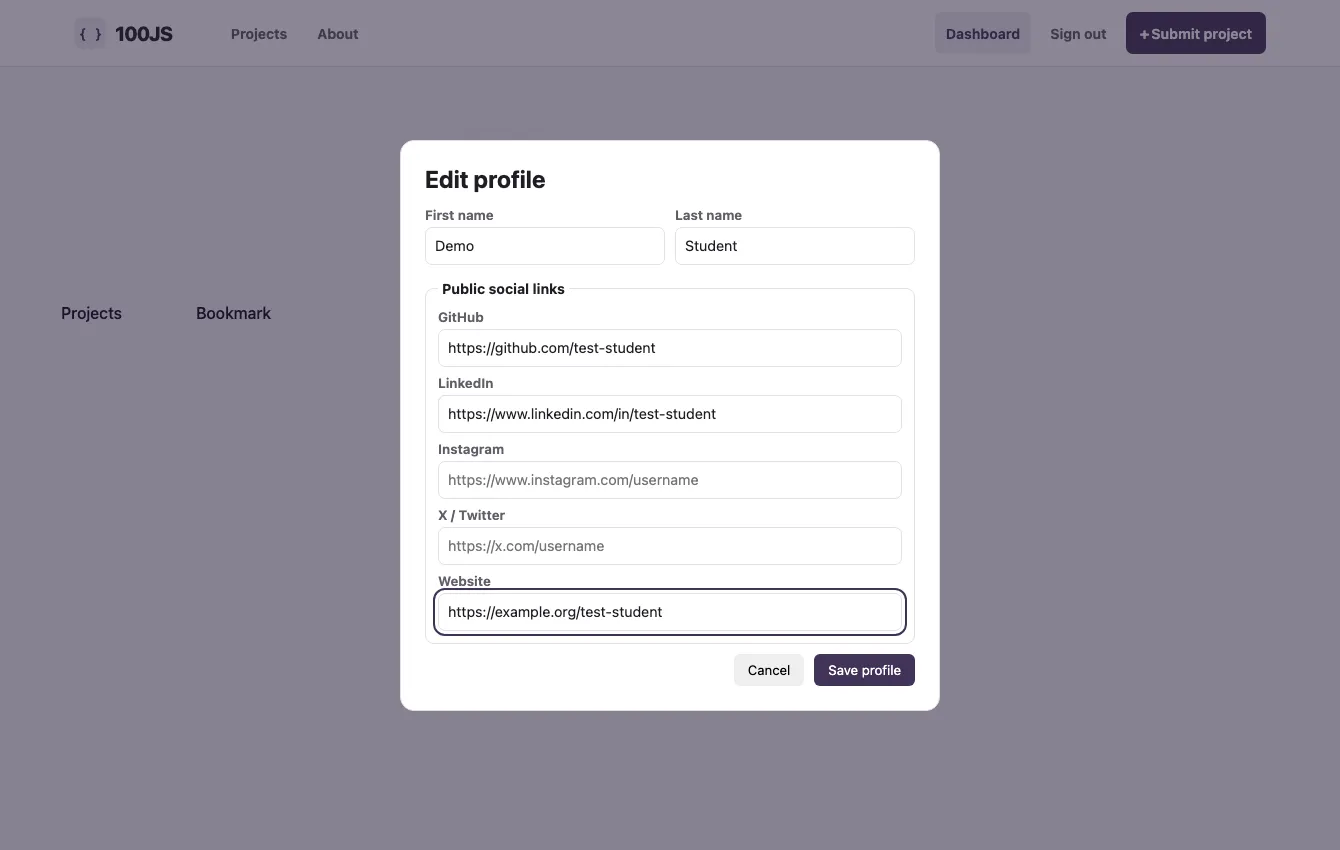 { } 100JS Projects About Dashboard Sign out +Submit project
Edit profile
First name Last name
Demo Student
Public social links
GitHub
Projects Bookmark
https://github.com/test-student
LinkedIn
https://www.linkedin.com/in/test-student
Instagram
https://www.instagram.com/username
X / Twitter
https://x.com/username
Website
https://example.org/test-student
Cancel Save profile